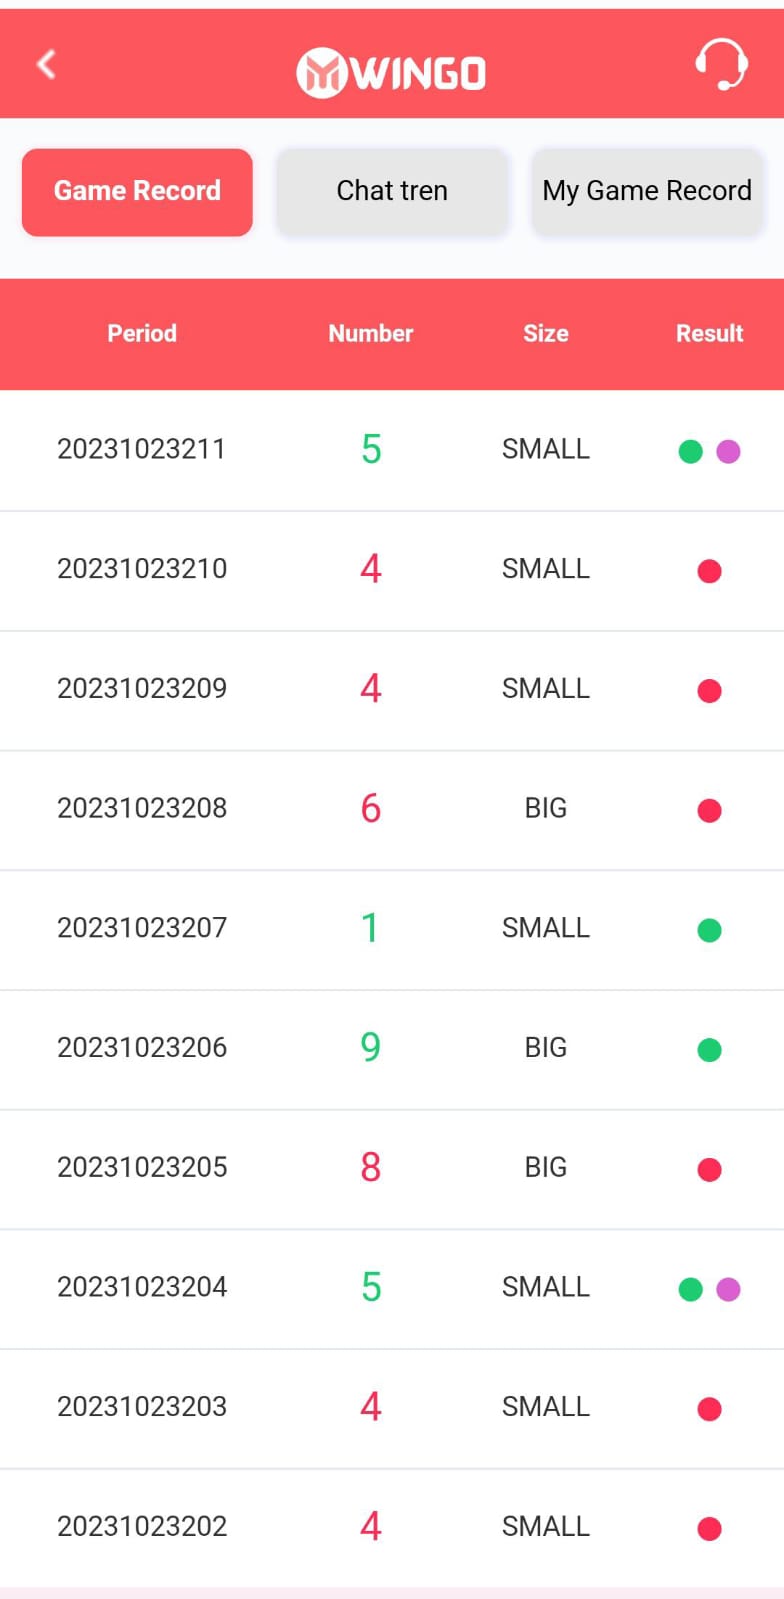 WINGO
Game Record Chat tren My Game Record
Period Number Size Result
20231023211 5 SMALL
20231023210 4 SMALL
20231023209 4 SMALL
20231023208 6 BIG
20231023207 1 SMALL
20231023206 9 BIG
20231023205 8 BIG
20231023204 5 SMALL
20231023203 4 SMALL
20231023202 4 SMALL